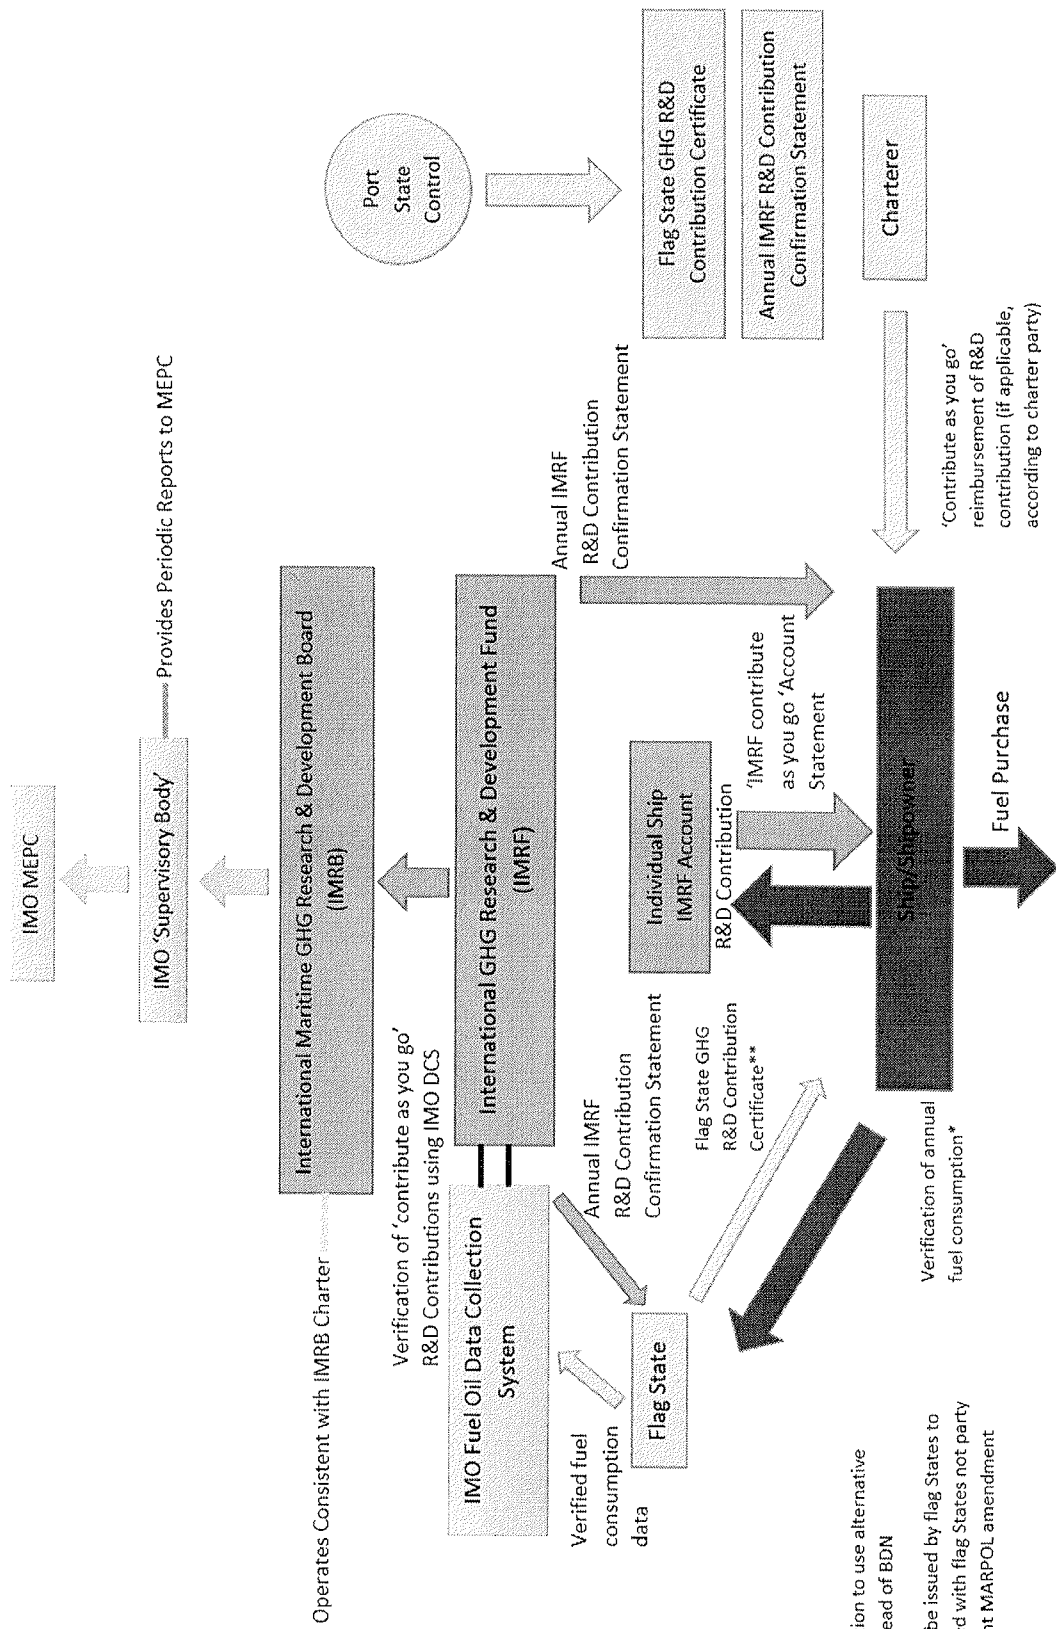 IMO MEPC
IMO 'Supervisory Body'
Provides Periodic Reports to MEPC
Operates Consistent with IMRB Charter
International Maritime GHG Research & Development Board
(IMRB)
Verification of 'contribute as you go'
R&D Contributions using IMO DCS
IMO Fuel Oil Data Collection
System
International GHG Research & Development Fund
(IMRF)
Port
State
Control
Verified fuel
consumption
data
Flag State
Annual IMRF
R&D Contribution
Confirmation Statement
Flag State GHG
R&D Contribution
Certificate**
Individual Ship
IMRF Account
R&D Contribution
'IMRF contribute
as you go 'Account
Statement
Annual IMRF
R&D Contribution
Confirmation Statement
Flag State GHG R&D
Contribution Certificate
Annual IMRF R&D Contribution
Confirmation Statement
Charterer
'Contribute as you go'
reimbursement of R&D
contribution (if applicable,
according to charter party)
Ship/Shipowner
Verification of annual
fuel consumption*
Fuel Purchase
ion to use alternative
ead of BDN
be issued by flag States to
d with flag States not party
nt MARPOL amendment